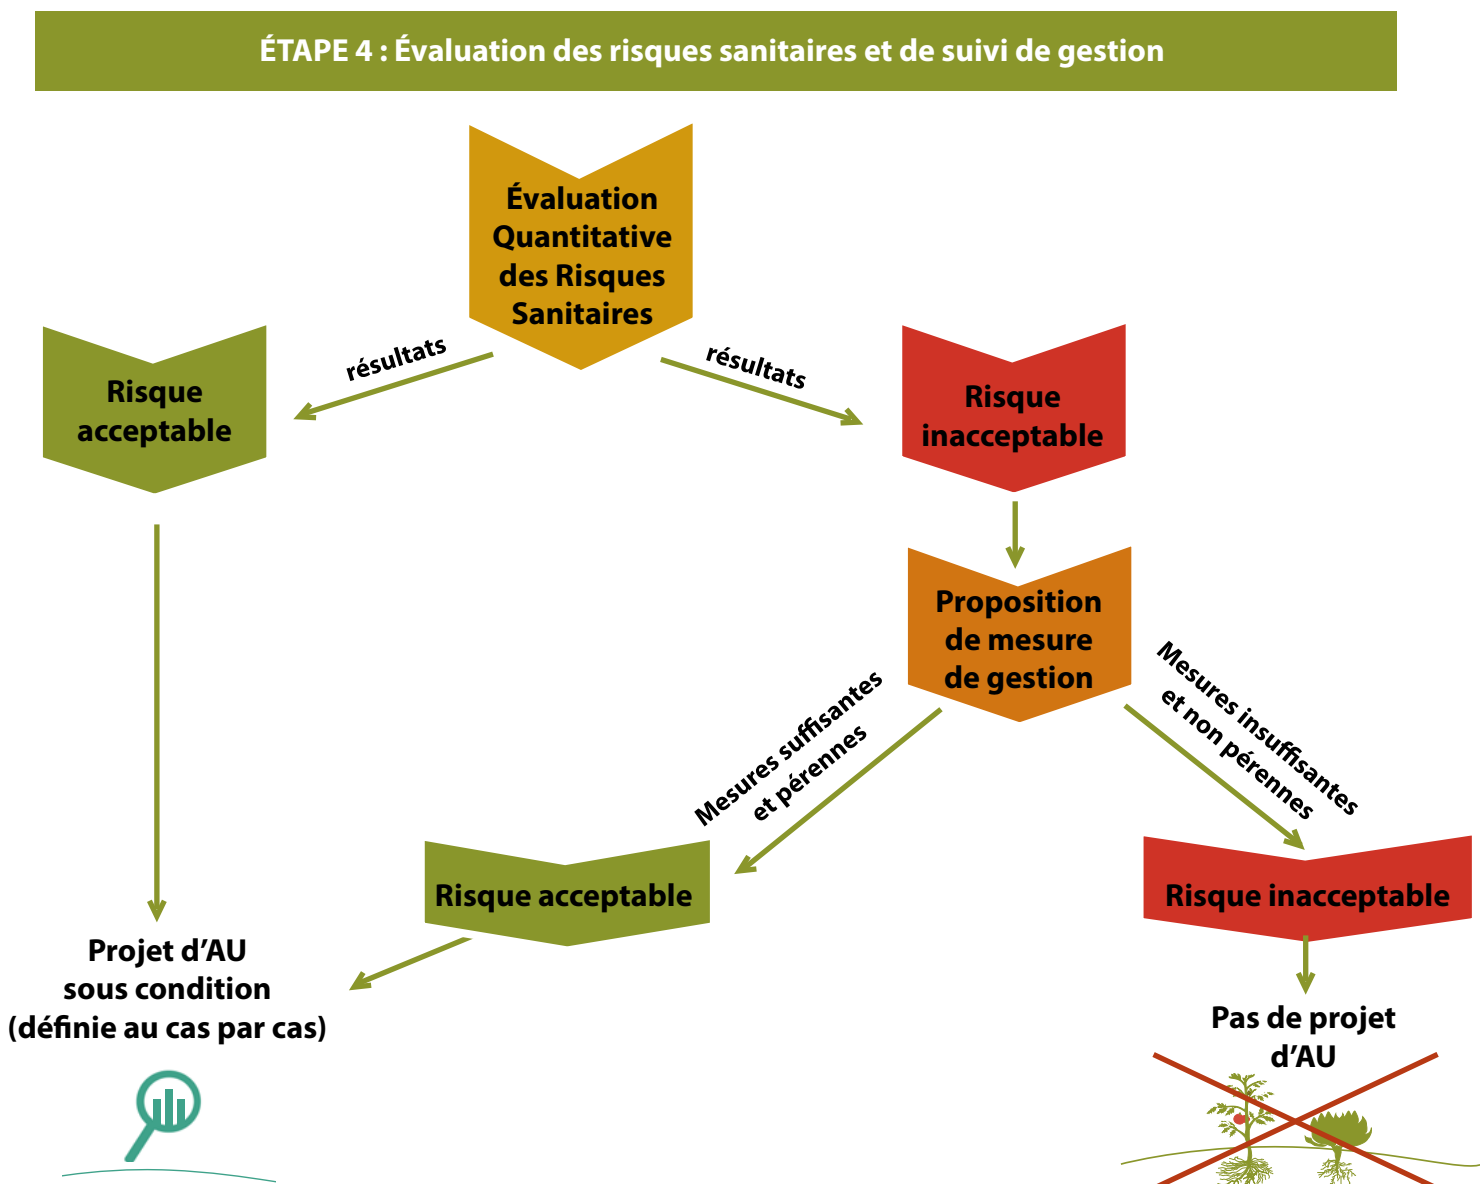 ÉTAPE 4 : Évaluation des risques sanitaires et de suivi de gestion
Évaluation
Quantitative
des Risques
Sanitaires
résultats
résultats
Risque
acceptable
Risque
inacceptable
Proposition
de mesure
de gestion
Mesures suffisantes
et pérennes
Mesures insuffisantes
et non pérennes
Risque acceptable
Risque inacceptable
Projet d’AU
sous condition
(définie au cas par cas)
Pas de projet
d’AU